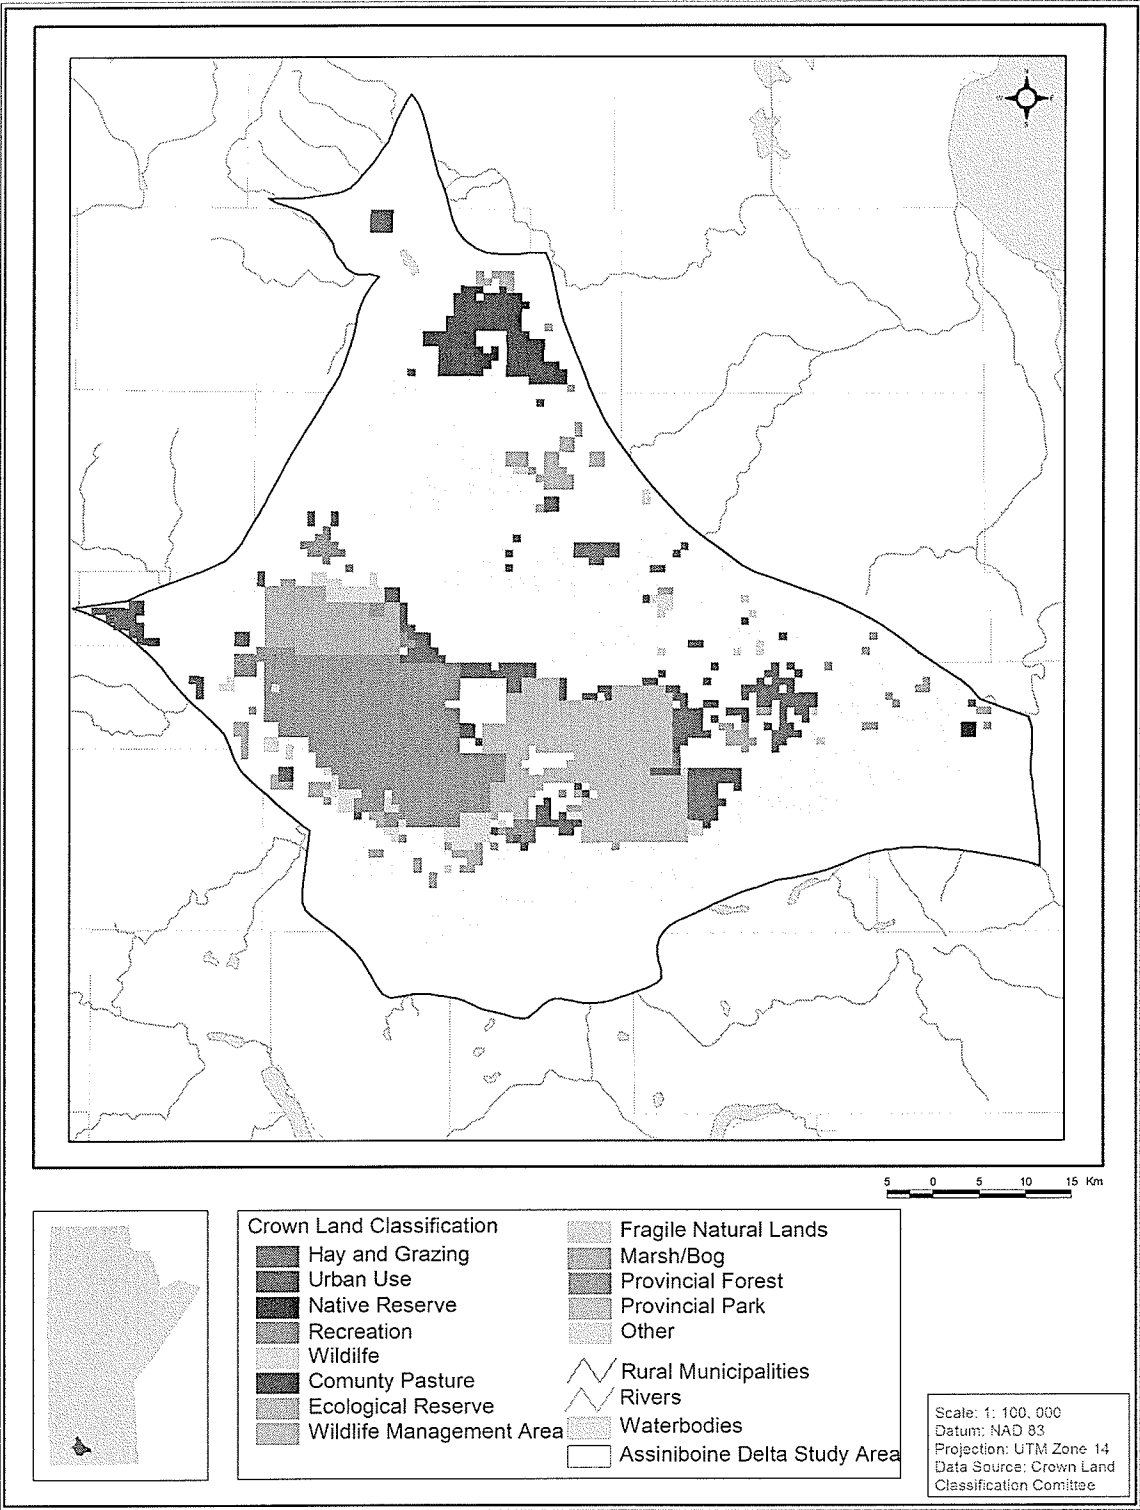 N
W E
S
5 0 5 10 15 Km
Crown Land Classification
Hay and Grazing
Urban Use
Native Reserve
Recreation
Wildilfe
Comunty Pasture
Ecological Reserve
Wildlife Management Area
Fragile Natural Lands
Marsh/Bog
Provincial Forest
Provincial Park
Other
Rural Municipalities
Rivers
Waterbodies
Assiniboine Delta Study Area
Scale: 1: 100, 000
Datum: NAD 83
Projection: UTM Zone 14
Data Source: Crown Land
Classification Comittee